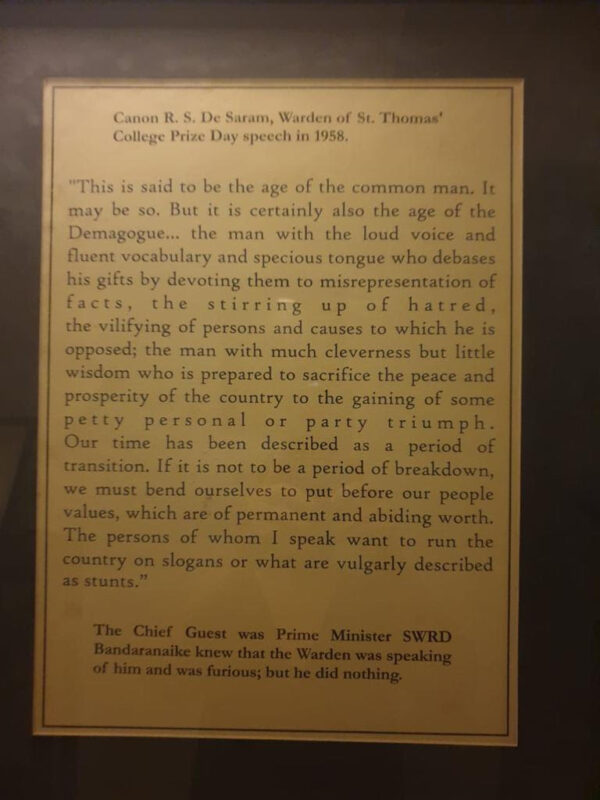 Canon R. S. De Saram, Warden of St. Thomas'
College Prize Day speech in 1958.
"This is said to be the age of the common man. It
may be so. But it is certainly also the age of the
Demagogue... the man with the loud voice and
fluent vocabulary and specious tongue who debases
his gifts by devoting them to misrepresentation of
facts, the stirring up of hatred,
the vilifying of persons and causes to which he is
opposed; the man with much cleverness but little
wisdom who is prepared to sacrifice the peace and
prosperity of the country to the gaining of some
petty personal or party triumph.
Our time has been described as a period of
transition. If it is not to be a period of breakdown,
we must bend ourselves to put before our people
values, which are of permanent and abiding worth.
The persons of whom I speak want to run the
country on slogans or what are vulgarly described
as stunts.”
The Chief Guest was Prime Minister SWRD
Bandaranaike knew that the Warden was speaking
of him and was furious; but he did nothing.